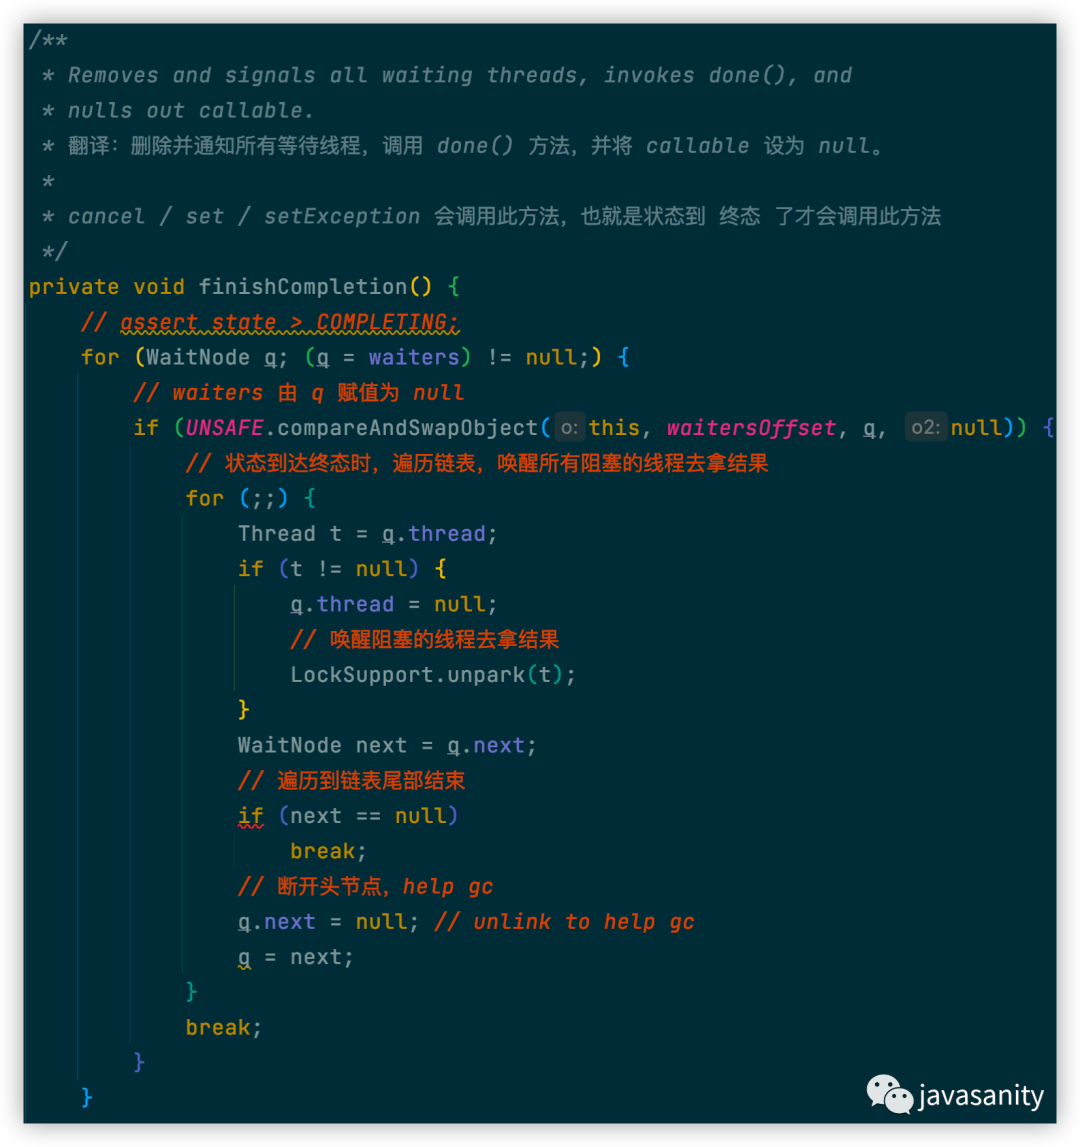 /**
 * Removes and signals all waiting threads, invokes done(), and
 * nulls out callable.
 * 翻译：删除并通知所有等待线程，调用 done() 方法，并将 callable 设为 null。
 *
 * cancel / set / setException 会调用此方法，也就是状态到 终态 了才会调用此方法
 */
private void finishCompletion() {
    // assert state > COMPLETING;
    for (WaitNode q; (q = waiters) != null;) {
        // waiters 由 q 赋值为 null
        if (UNSAFE.compareAndSwapObject( o: this, waitersOffset, q, o2: null)) {
            // 状态到达终态时，遍历链表，唤醒所有阻塞的线程去拿结果
            for (;;) {
                Thread t = q.thread;
                if (t != null) {
                    q.thread = null;
                    // 唤醒阻塞的线程去拿结果
                    LockSupport.unpark(t);
                }
                WaitNode next = q.next;
                // 遍历到链表尾部结束
                if (next == null)
                    break;
                // 断开头节点，help gc
                q.next = null; // unlink to help gc
                q = next;
            }
            break;
        }
    }
javasanity